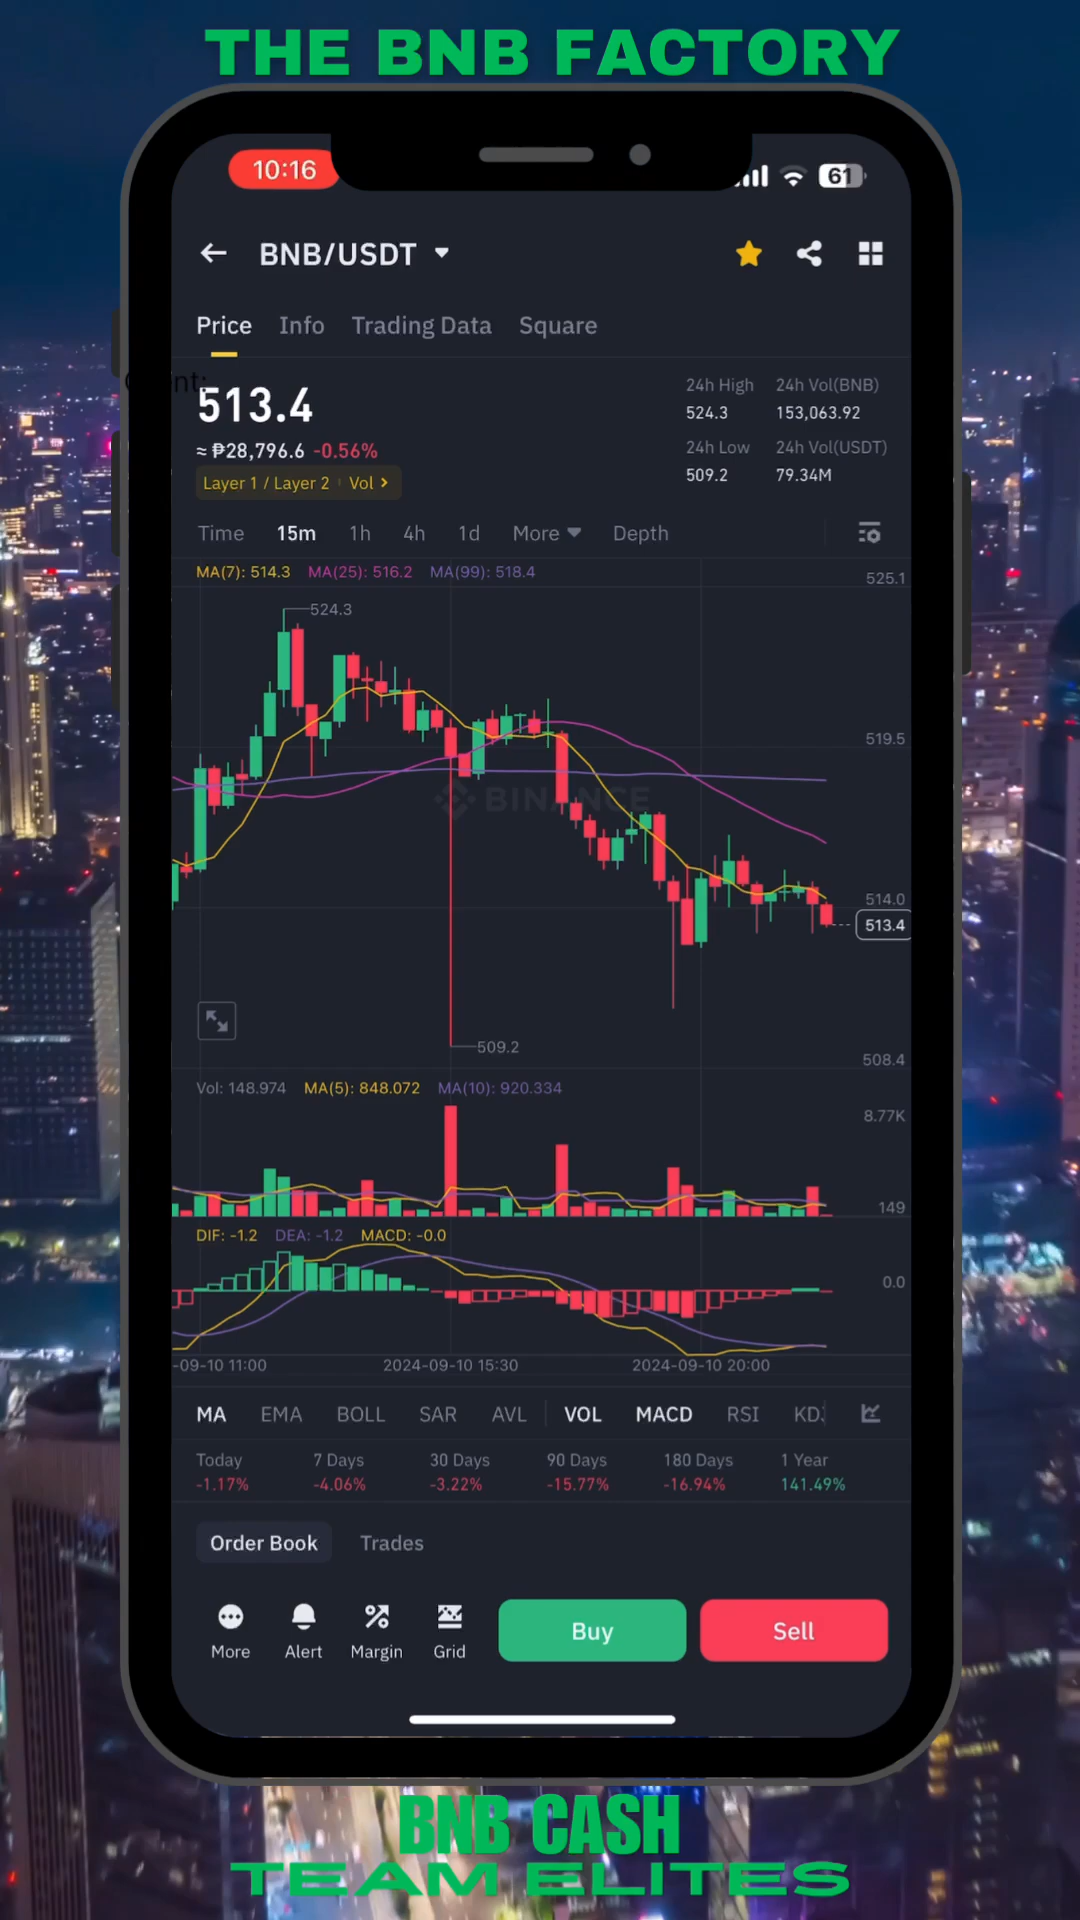 THE BNB FACTORY
10:16
61
BNB/USDT
Price Info Trading Data Square
513.4
≈ ₱28,796.6 -0.56%
Layer 1 / Layer 2 Vol
24h High 24h Vol(BNB)
524.3 153,063.92
24h Low 24h Vol(USDT)
509.2 79.34M
Time 15m 1h 4h 1d More Depth
MA(7): 514.3 MA(25): 516.2 MA(99): 518.4
525.1
524.3
519.5
BINANCE
514.0
513.4
509.2
508.4
Vol: 148.974 MA(5): 848.072 MA(10): 920.334
8.77K
149
DIF: -1.2 DEA: -1.2 MACD: -0.0
0.0
-09-10 11:00 2024-09-10 15:30 2024-09-10 20:00
MA EMA BOLL SAR AVL VOL MACD RSI KDJ
Today 7 Days 30 Days 90 Days 180 Days 1 Year
-1.17% -4.06% -3.22% -15.77% -16.94% 141.49%
Order Book Trades
More Alert Margin Grid Buy Sell
BNB CASH
TEAM ELITES